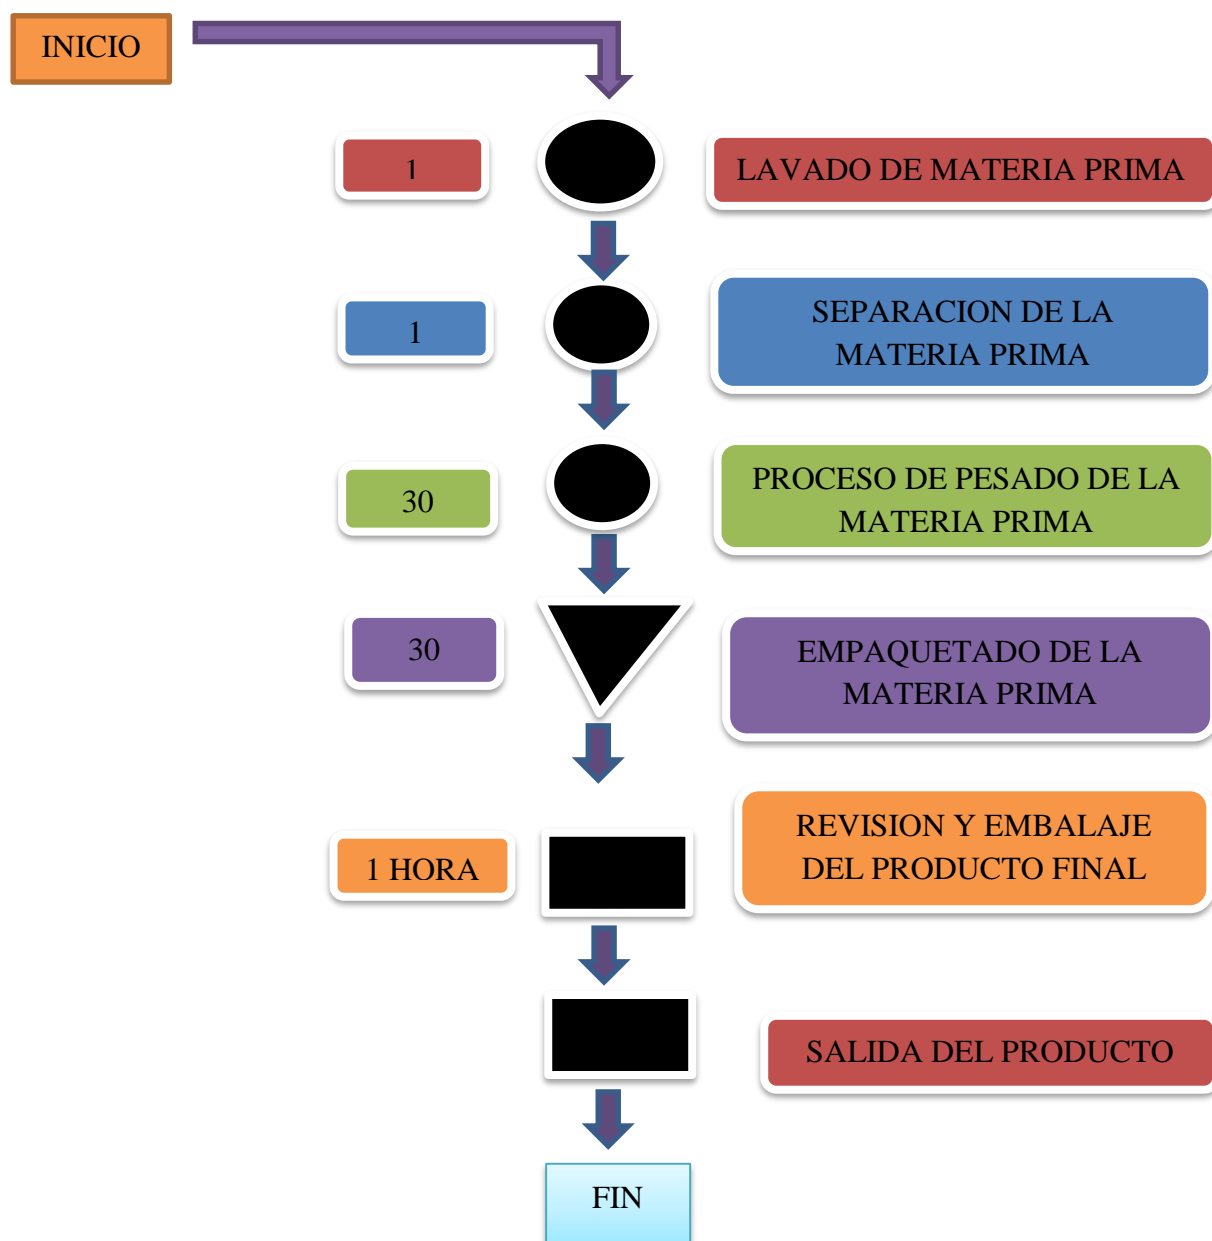 INICIO
1
LAVADO DE MATERIA PRIMA
1
SEPARACION DE LA
MATERIA PRIMA
30
PROCESO DE PESADO DE LA
MATERIA PRIMA
30
EMPAQUETADO DE LA
MATERIA PRIMA
1 HORA
REVISION Y EMBALAJE
DEL PRODUCTO FINAL
SALIDA DEL PRODUCTO
FIN